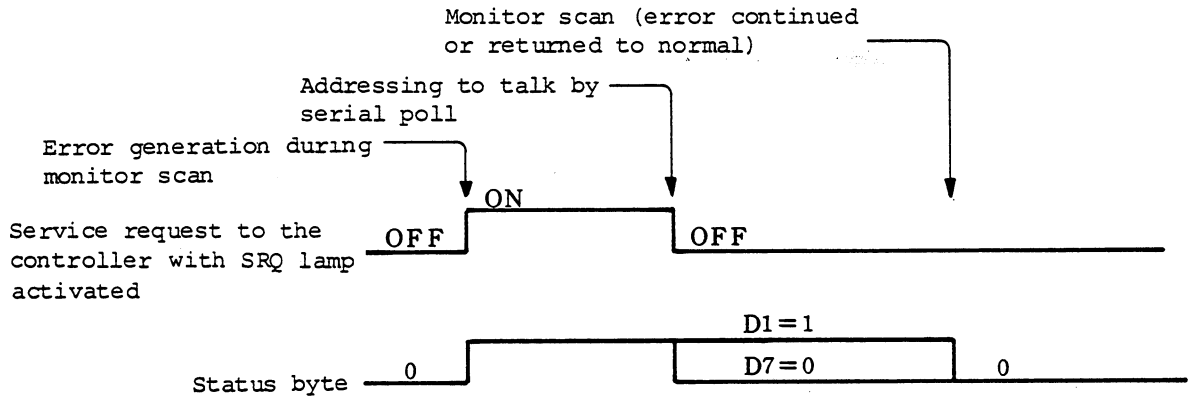 Monitor scan (error continued
or returned to normal)
Addressing to talk by
serial poll
Error generation during
monitor scan
ON
Service request to the
controller with SRQ lamp
activated
OFF
OFF
D1=1
D7=0
0
0
Status byte